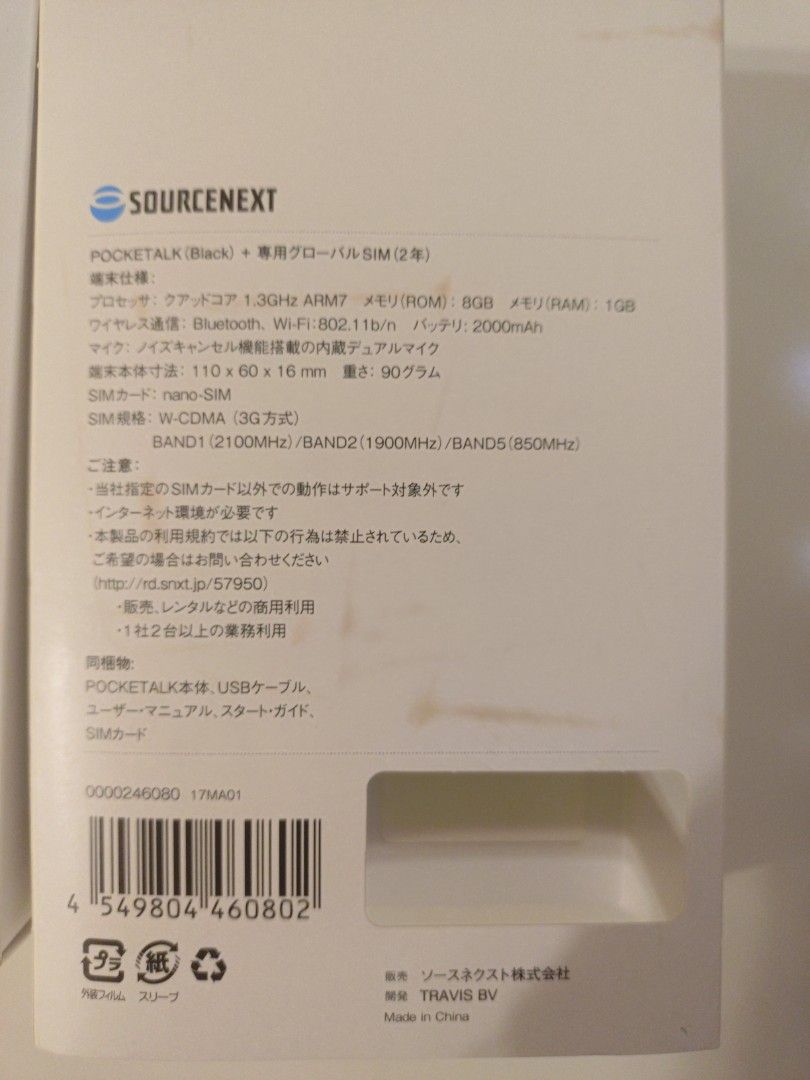 SOURCENEXT
POCKETALK(Black) + 専用グローバルSIM(2年)
端末仕様:
プロセッサ: クアッドコア 1.3GHz ARM7 メモリ(ROM): 8GB メモリ(RAM): 1GB
ワイヤレス通信: Bluetooth、Wi-Fi:802.11b/n バッテリ: 2000mAh
マイク: ノイズキャンセル機能搭載の内蔵デュアルマイク
端末本体寸法: 110 x 60 x 16 mm 重さ: 90グラム
SIMカード: nano-SIM
SIM規格: W-CDMA (3G方式)
BAND1(2100MHz)/BAND2(1900MHz)/BAND5(850MHz)
ご注意:
・当社指定のSIMカード以外での動作はサポート対象外です
・インターネット環境が必要です
・本製品の利用規約では以下の行為は禁止されているため、
ご希望の場合はお問い合わせください
(http://rd.snxt.jp/57950)
・販売、レンタルなどの商用利用
・1社2台以上の業務利用
同梱物:
POCKETALK本体、USBケーブル、
ユーザー・マニュアル、スタート・ガイド、
SIMカード
0000246080 17MA01
4 549804 460802
プラ 紙
外装フィルム スリーブ
販売 ソースネクスト株式会社
開発 TRAVIS BV
Made in China